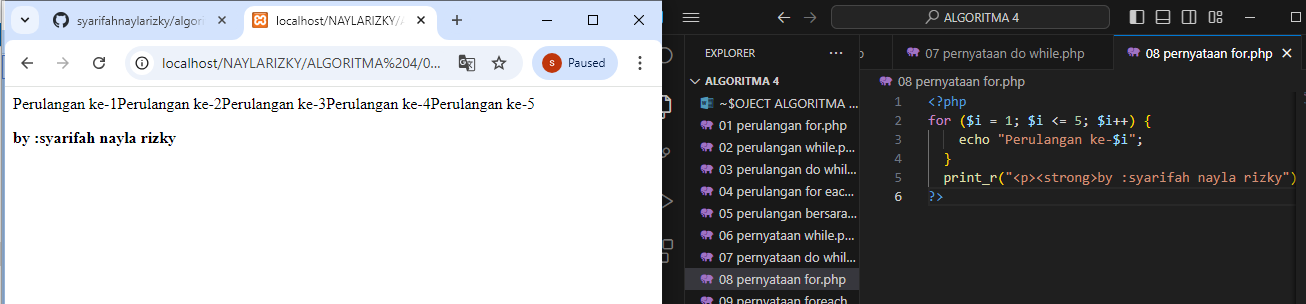 syarifahnaylarizky/algori
localhost/NAYLARIZKY/A
localhost/NAYLARIZKY/ALGORITMA%204/0...
S Paused
Perulangan ke-1Perulangan ke-2Perulangan ke-3Perulangan ke-4Perulangan ke-5
by :syarifah nayla rizky
ALGORITMA 4
EXPLORER
ALGORITMA 4
~$OJECT ALGORITMA ...
01 perulangan for.php
02 perulangan while.p...
03 perulangan do whil...
04 perulangan for eac...
05 perulangan bersara...
06 pernyataan while.p...
07 pernyataan do whil...
08 pernyataan for.php
09 pernyataan foreach
07 pernyataan do while.php
08 pernyataan for.php
08 pernyataan for.php
1 <?php
2 for ($i = 1; $i <= 5; $i++) {
3 echo "Perulangan ke-$i";
4 }
5 print_r("<p><strong>by :syarifah nayla rizky")
6 ?>